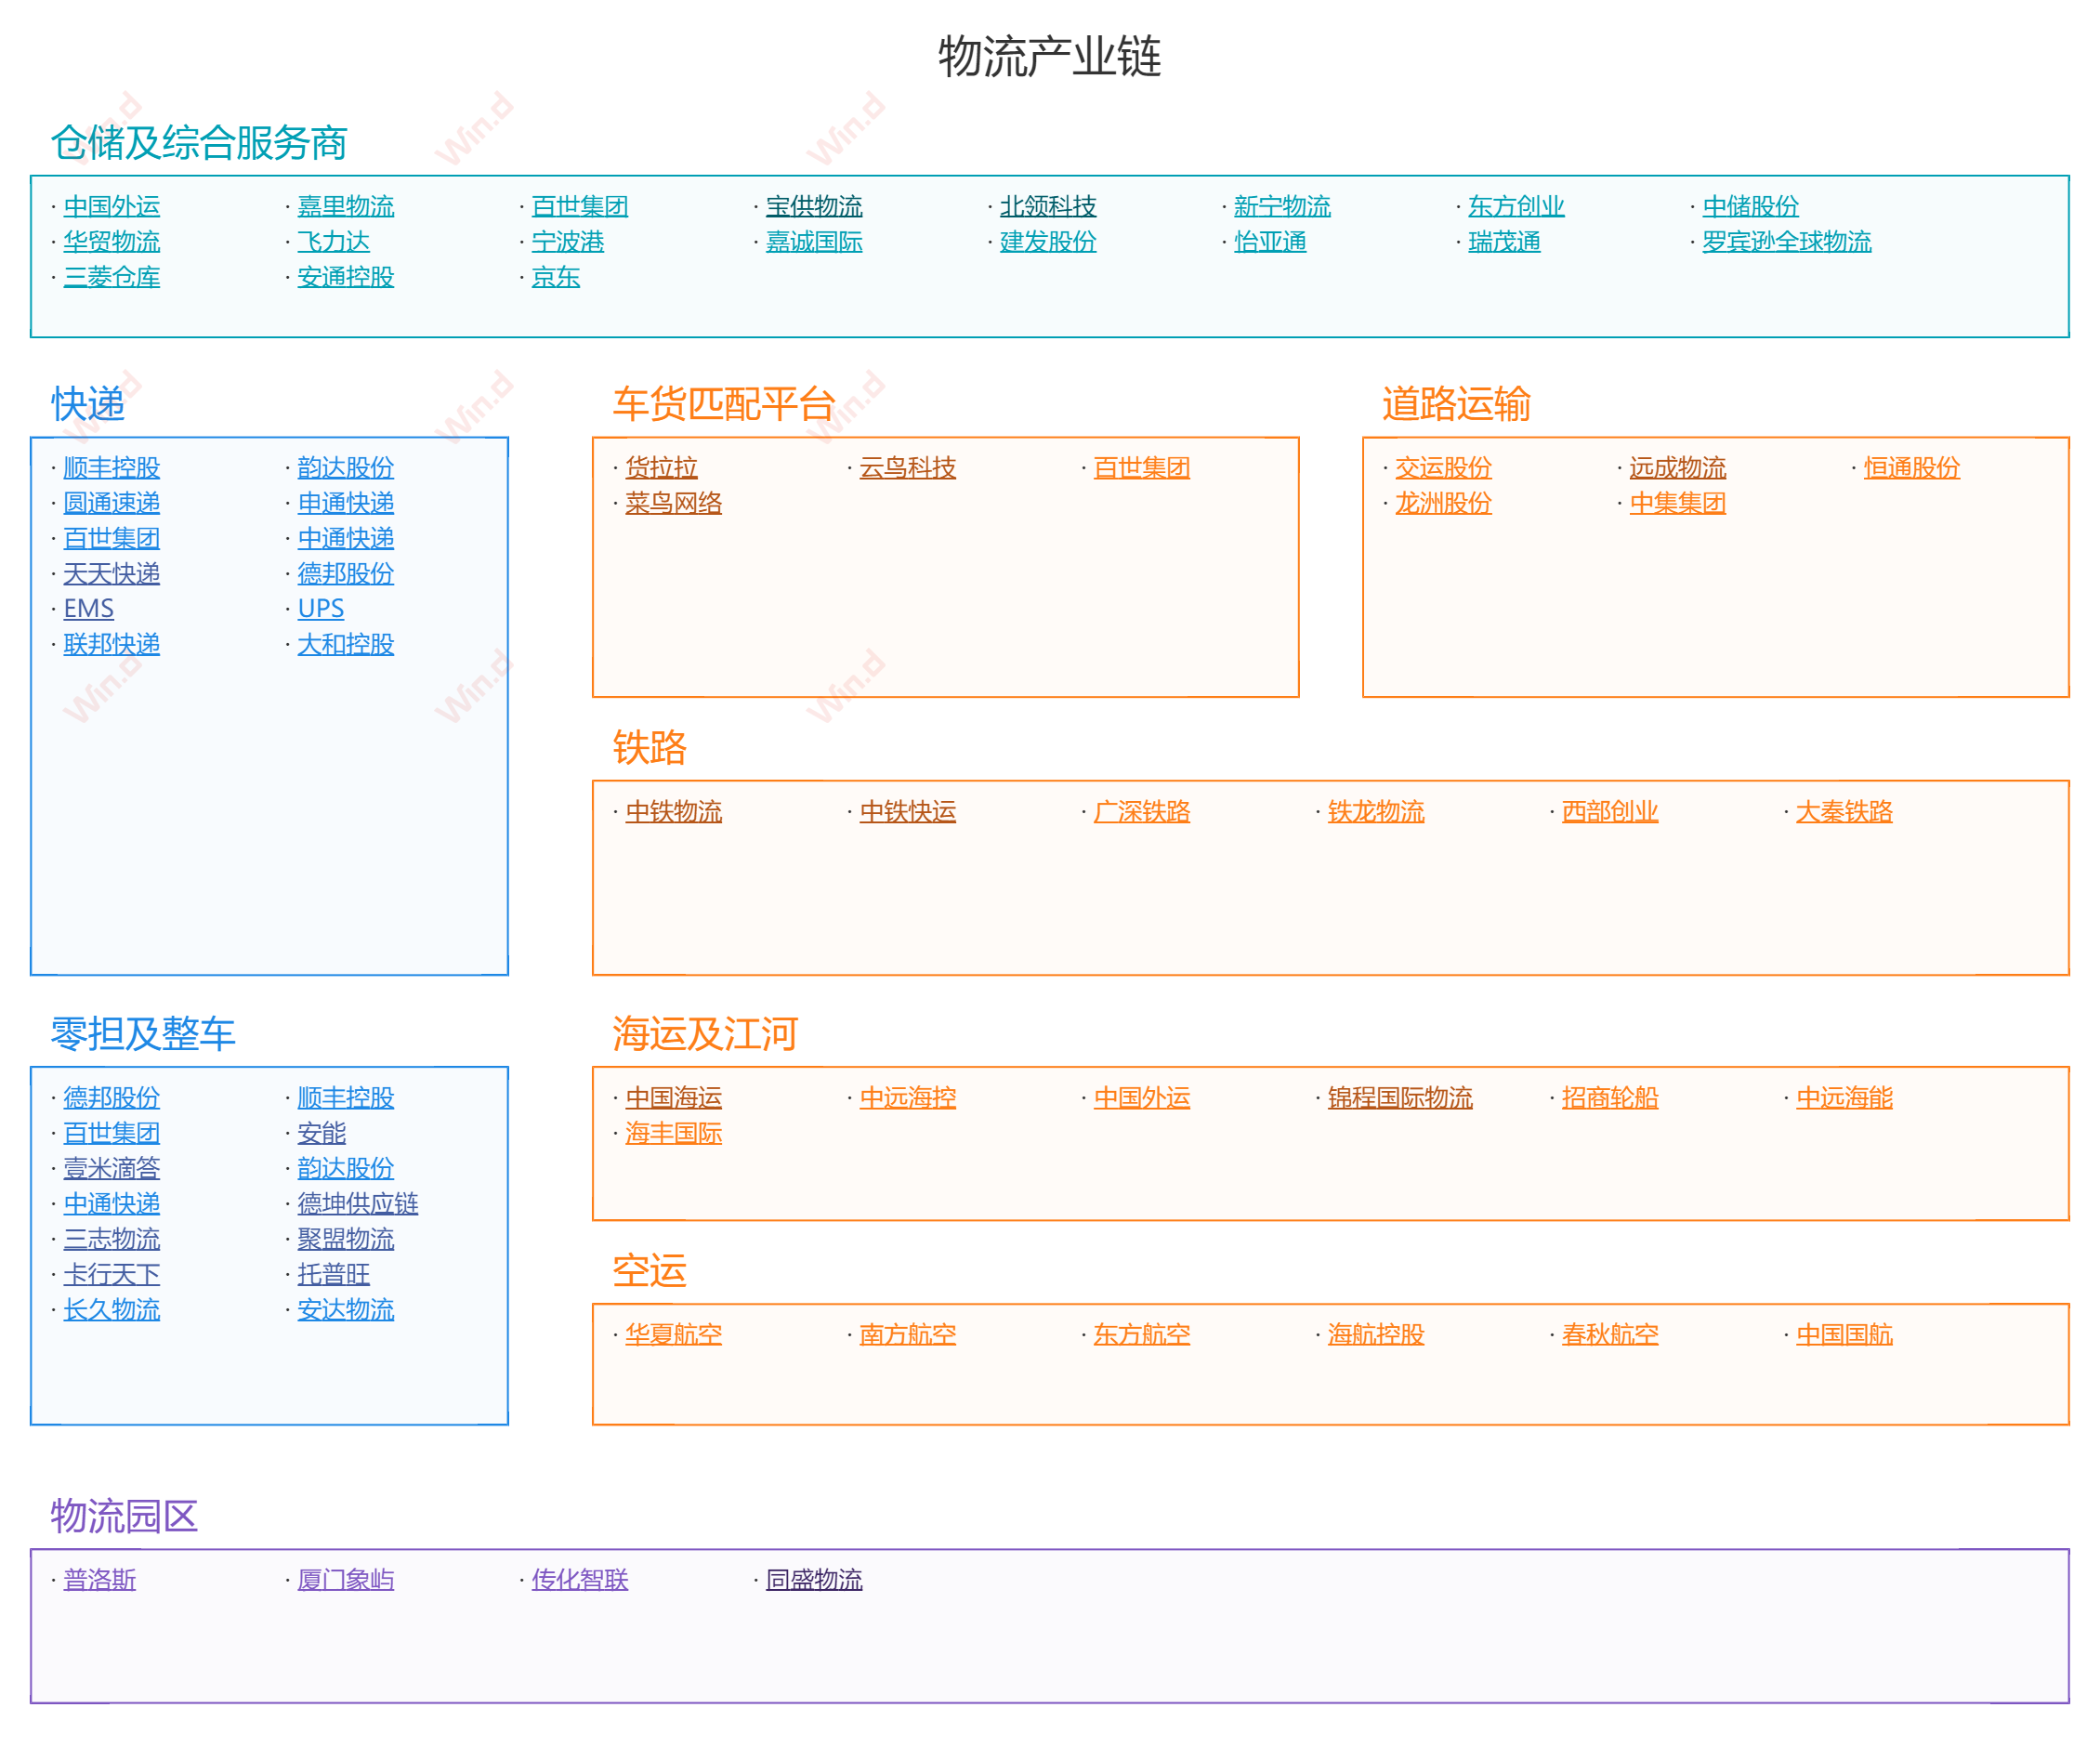 物流产业链
仓储及综合服务商
· 中国外运 · 嘉里物流 · 百世集团 · 宝供物流 · 北领科技 · 新宁物流 · 东方创业 · 中储股份
· 华贸物流 · 飞力达 · 宁波港 · 嘉诚国际 · 建发股份 · 怡亚通 · 瑞茂通 · 罗宾逊全球物流
· 三菱仓库 · 安通控股 · 京东
快递
· 顺丰控股 · 韵达股份
· 圆通速递 · 申通快递
· 百世集团 · 中通快递
· 天天快递 · 德邦股份
· EMS · UPS
· 联邦快递 · 大和控股
车货匹配平台
· 货拉拉 · 云鸟科技 · 百世集团
· 菜鸟网络
道路运输
· 交运股份 · 远成物流 · 恒通股份
· 龙洲股份 · 中集集团
铁路
· 中铁物流 · 中铁快运 · 广深铁路 · 铁龙物流 · 西部创业 · 大秦铁路
零担及整车
· 德邦股份 · 顺丰控股
· 百世集团 · 安能
· 壹米滴答 · 韵达股份
· 中通快递 · 德坤供应链
· 三志物流 · 聚盟物流
· 卡行天下 · 托普旺
· 长久物流 · 安达物流
海运及江河
· 中国海运 · 中远海控 · 中国外运 · 锦程国际物流 · 招商轮船 · 中远海能
· 海丰国际
空运
· 华夏航空 · 南方航空 · 东方航空 · 海航控股 · 春秋航空 · 中国国航
物流园区
· 普洛斯 · 厦门象屿 · 传化智联 · 同盛物流
Win.d
Win.d
Win.d
Win.d
Win.d
Win.d
Win.d
Win.d
Win.d